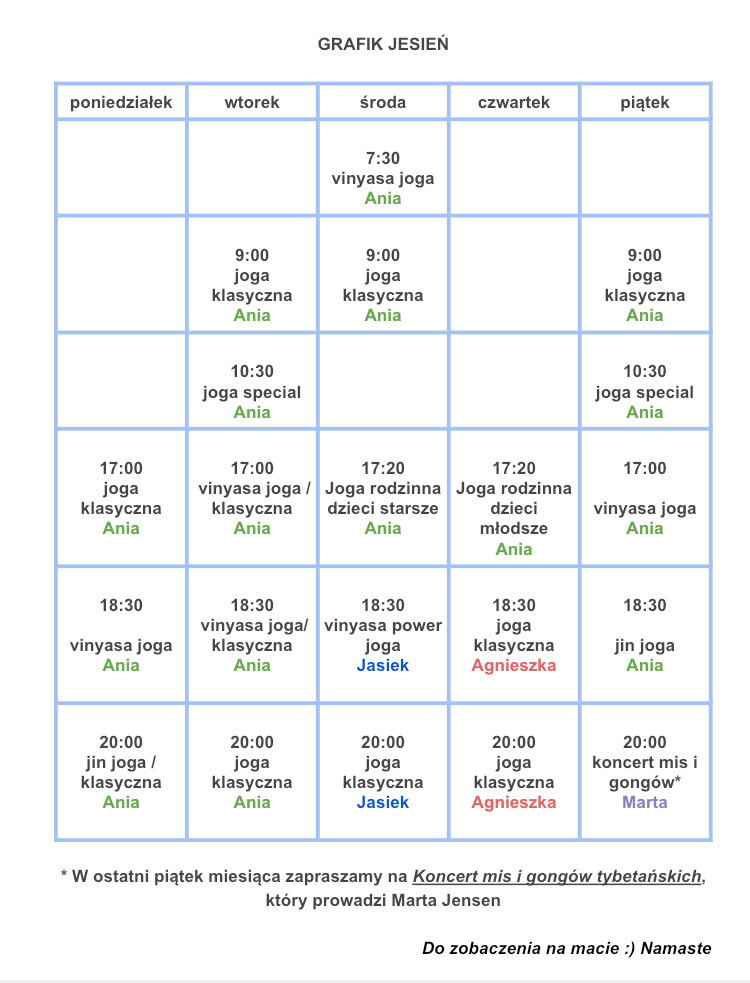 GRAFIK JESIEŃ
poniedziałek wtorek środa czwartek piątek
7:30
vinyasa joga
Ania
9:00
joga
klasyczna
Ania
9:00
joga
klasyczna
Ania
9:00
joga
klasyczna
Ania
10:30
joga special
Ania
10:30
joga special
Ania
17:00
joga
klasyczna
Ania
17:00
vinyasa joga /
klasyczna
Ania
17:20
Joga rodzinna
dzieci starsze
Ania
17:20
Joga rodzinna
dzieci
młodsze
Ania
17:00
vinyasa joga
Ania
18:30
vinyasa joga
Ania
18:30
vinyasa joga/
klasyczna
Ania
18:30
vinyasa power
joga
Jasiek
18:30
joga
klasyczna
Agnieszka
18:30
jin joga
Ania
20:00
jin joga /
klasyczna
Ania
20:00
joga
klasyczna
Ania
20:00
joga
klasyczna
Jasiek
20:00
joga
klasyczna
Agnieszka
20:00
koncert mis i
gongów*
Marta
* W ostatni piątek miesiąca zapraszamy na Koncert mis i gongów tybetańskich,
który prowadzi Marta Jensen
Do zobaczenia na macie :) Namaste